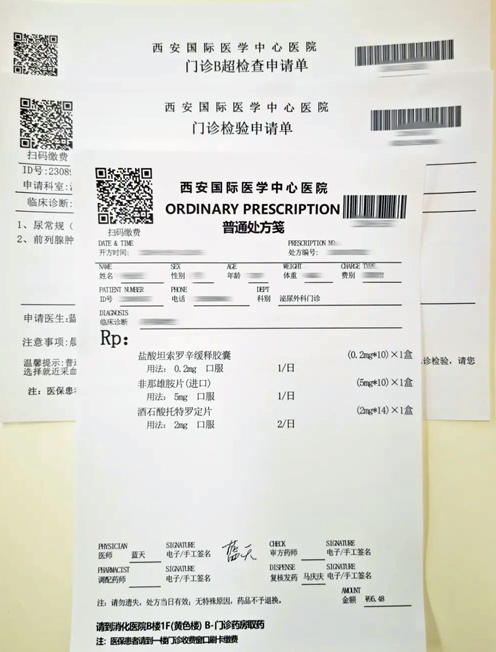 西安国际医学中心医院
门诊B超检查申请单
西安国际医学中心医院
门诊检验申请单
扫码缴费
ID号:23089
申请科室:
临床诊断:
1、尿常规（
2、前列腺肿
申请医生:蓝
注意事项:
温馨提示:普通
选择就近采血
注：医保患者
诊检验，请您
西安国际医学中心医院
ORDINARY PRESCRIPTION
普通处方笺
扫码缴费
DATE & TIME PRESCRIPTION NO.
开方时间: 处方编号:
NAME SEX AGE WEIGHT CHARGE TYPE
姓名 性别 年龄 体重 费别
PATIENT NUMBER PHONE DEPT
ID号 电话 科别 泌尿外科门诊
DIAGNOSIS
临床诊断
Rp:
盐酸坦索罗辛缓释胶囊 (0.2mg*10)×1盒
用法：0.2mg 口服 1/日
非那雄胺片(进口) (5mg*10)×1盒
用法：5mg 口服 1/日
酒石酸托特罗定片 (2mg*14)×1盒
用法：2mg 口服 2/日
PHYSICIAN SIGNATURE CHECK SIGNATURE
医师 蓝天 电子/手工签名 蓝天 审方药师 电子/手工签名
PHARMACIST SIGNATURE DISPENSE SIGNATURE
调配药师 电子/手工签名 复核发药 马庆庆 电子/手工签名
AMOUNT
注：请勿遗失，处方当日有效；无特殊原因，药品不予退换。 金额 ¥95.48
请到消化医院B楼1F(黄色楼) B-门诊药房取药
注：医保患者请到一楼门诊收费窗口刷卡缴费